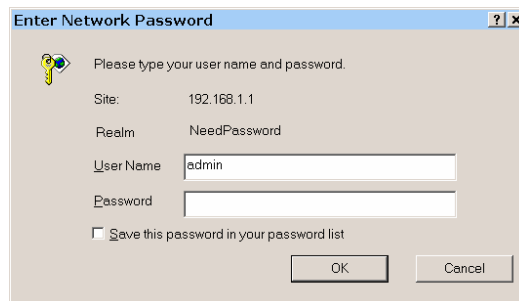 Enter Network Password
? x
Please type your user name and password.
Site: 192.168.1.1
Realm NeedPassword
User Name admin
Password
Save this password in your password list
OK Cancel